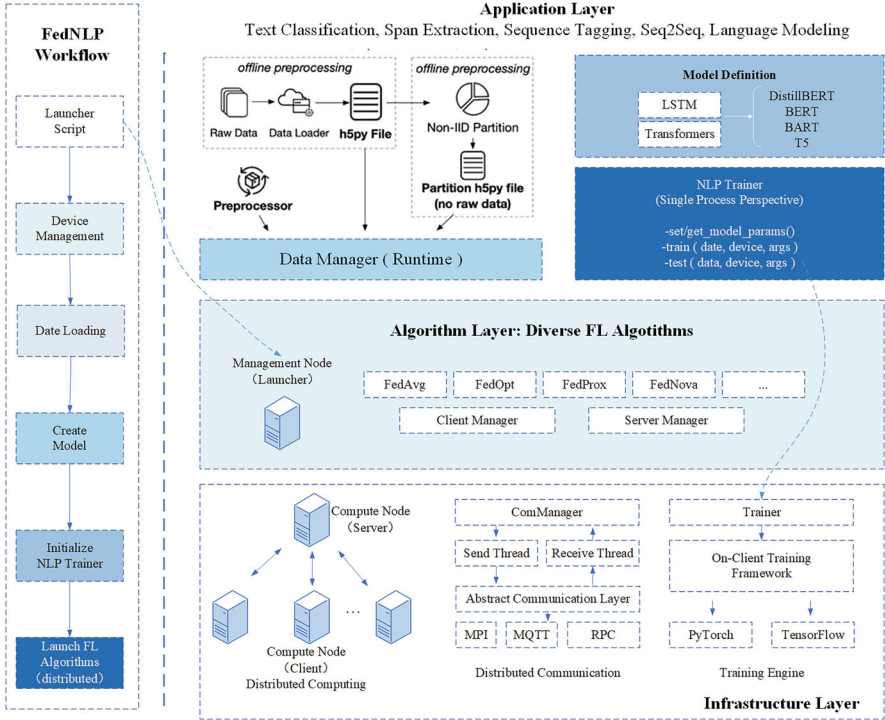 FedNLP
Workflow
Launcher
Script
Device
Management
Date Loading
Create
Model
Initialize
NLP Trainer
Launch FL
Algorithms
(distributed)
Application Layer
Text Classification, Span Extraction, Sequence Tagging, Seq2Seq, Language Modeling
offline preprocessing
Raw Data
Data Loader
h5py File
offline preprocessing
Non-IID Partition
Partition h5py file
(no raw data)
Preprocessor
Data Manager ( Runtime )
Model Definition
LSTM
Transformers
DistillBERT
BERT
BART
T5
NLP Trainer
(Single Process Perspective)
-set/get_model_params()
-train ( date, device, args )
-test ( data, device, args )
Algorithm Layer: Diverse FL Algotithms
Management Node
(Launcher)
FedAvg
FedOpt
FedProx
FedNova
...
Client Manager
Server Manager
Compute Node
(Server)
...
Compute Node
(Client)
Distributed Computing
ComManager
Send Thread
Receive Thread
Abstract Communication Layer
MPI
MQTT
RPC
Distributed Communication
Trainer
On-Client Training
Framework
PyTorch
TensorFlow
Training Engine
Infrastructure Layer